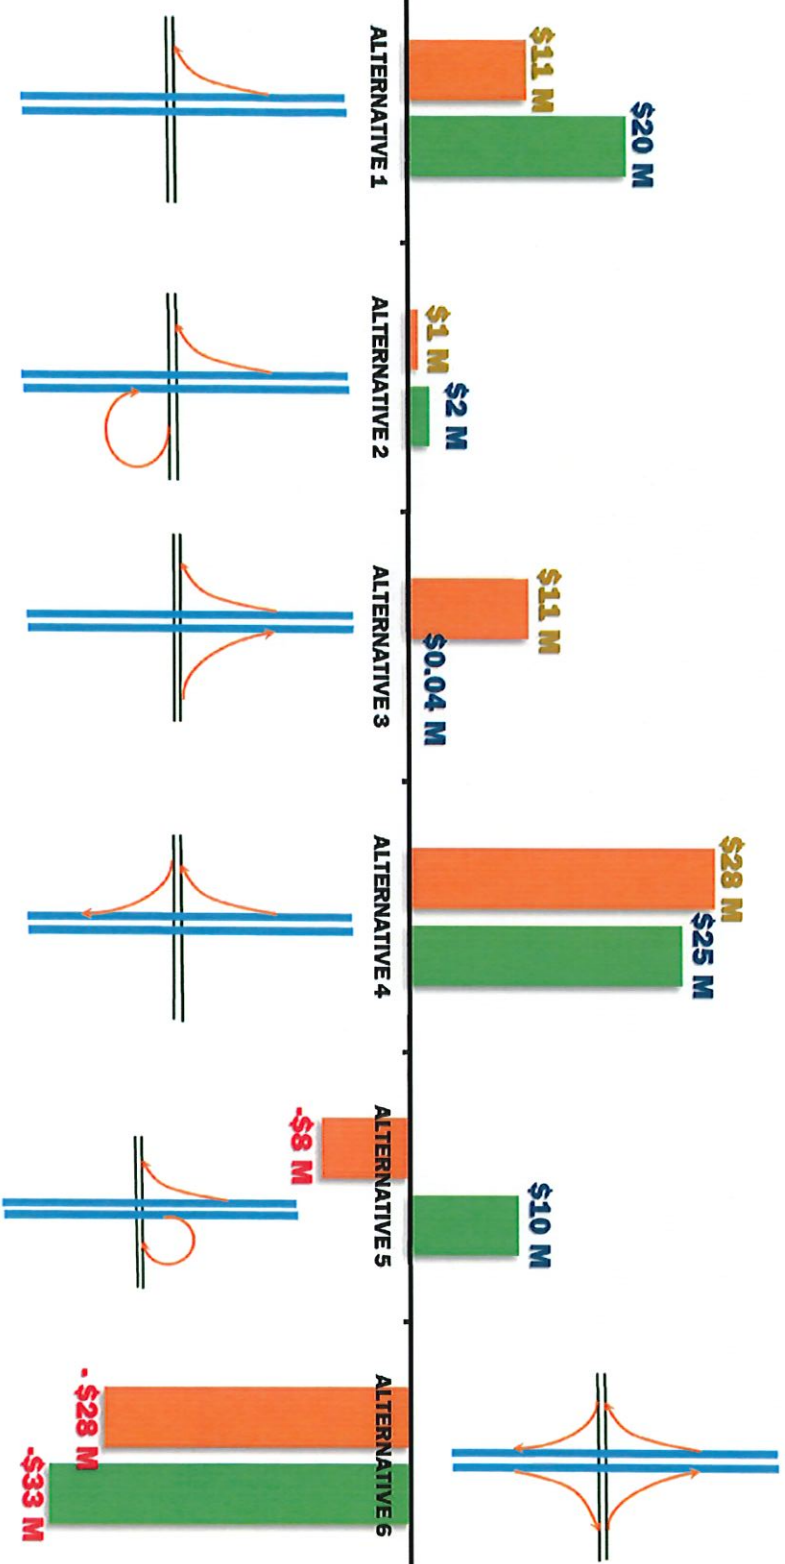 $11 M
$20 M
ALTERNATIVE 1
$1 M
$2 M
ALTERNATIVE 2
$11 M
$0.04 M
ALTERNATIVE 3
$28 M
$25 M
ALTERNATIVE 4
-$8 M
$10 M
ALTERNATIVE 5
- $28 M
-$33 M
ALTERNATIVE 6